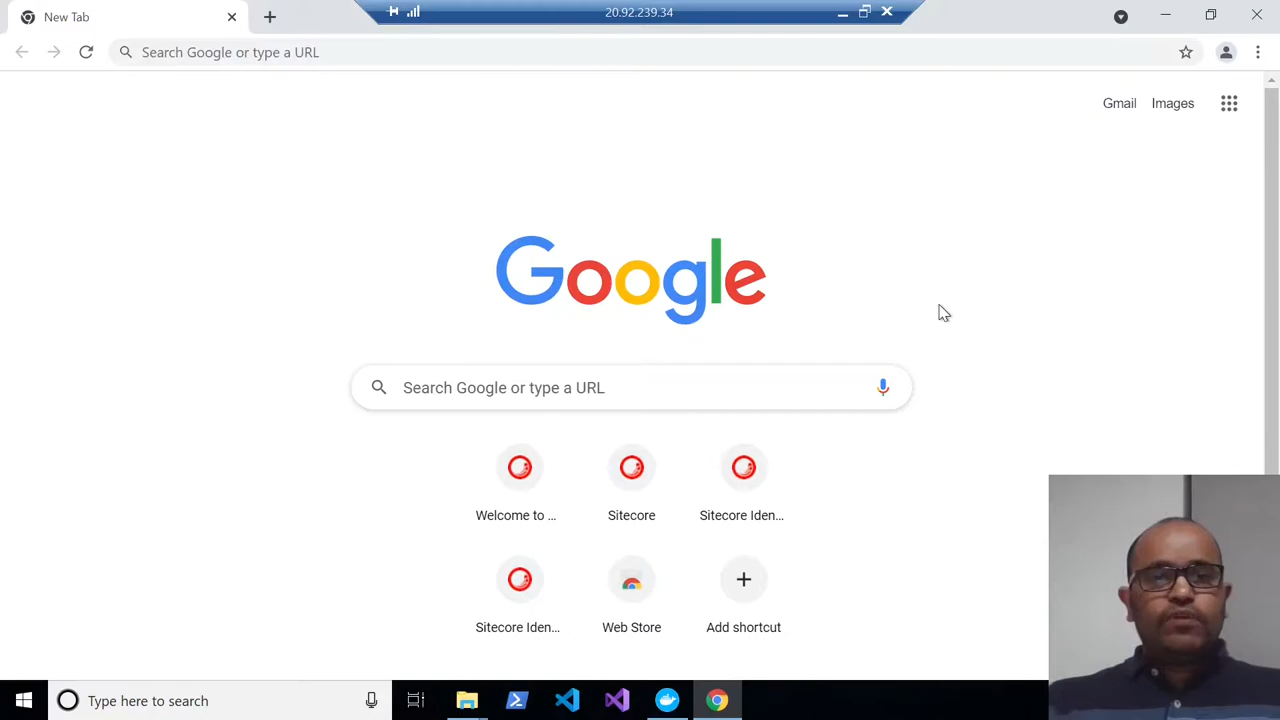 New Tab
20.92.239.34
Search Google or type a URL
Gmail
Images
Google
Search Google or type a URL
Welcome to ...
Sitecore
Sitecore Iden...
Sitecore Iden...
Web Store
Add shortcut
Type here to search